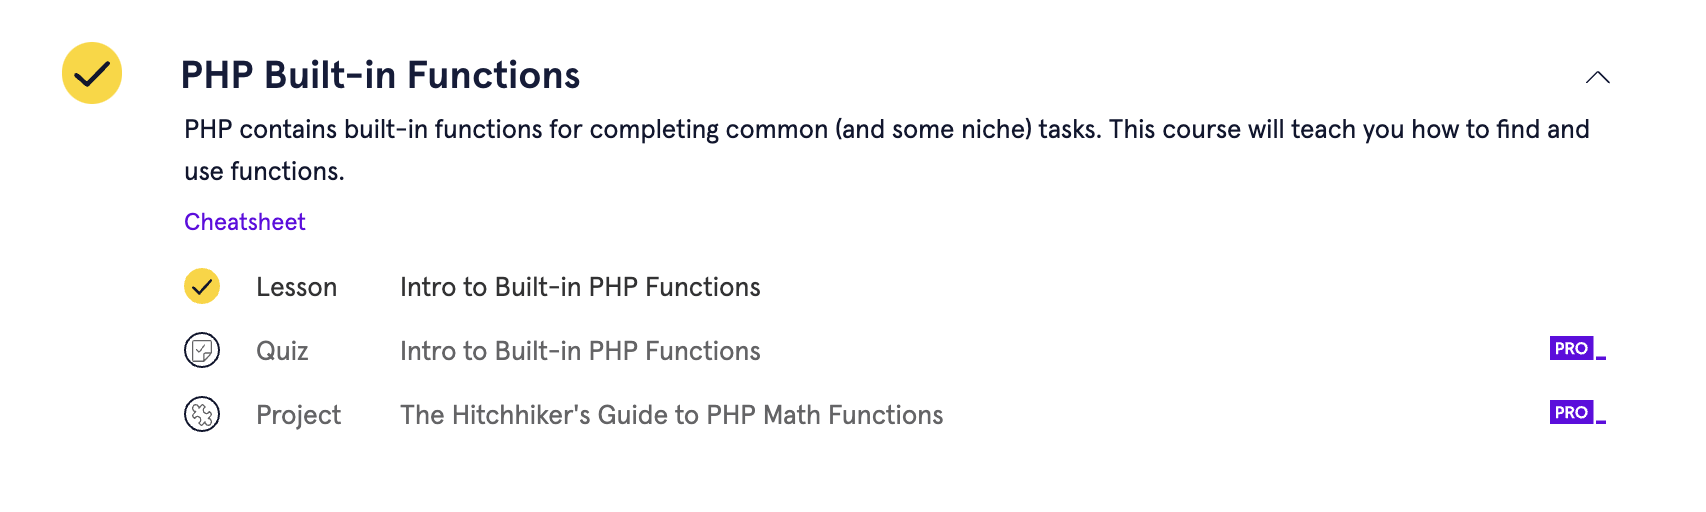 PHP Built-in Functions
PHP contains built-in functions for completing common (and some niche) tasks. This course will teach you how to find and
use functions.
Cheatsheet
Lesson Intro to Built-in PHP Functions
Quiz Intro to Built-in PHP Functions PRO_
Project The Hitchhiker's Guide to PHP Math Functions PRO_